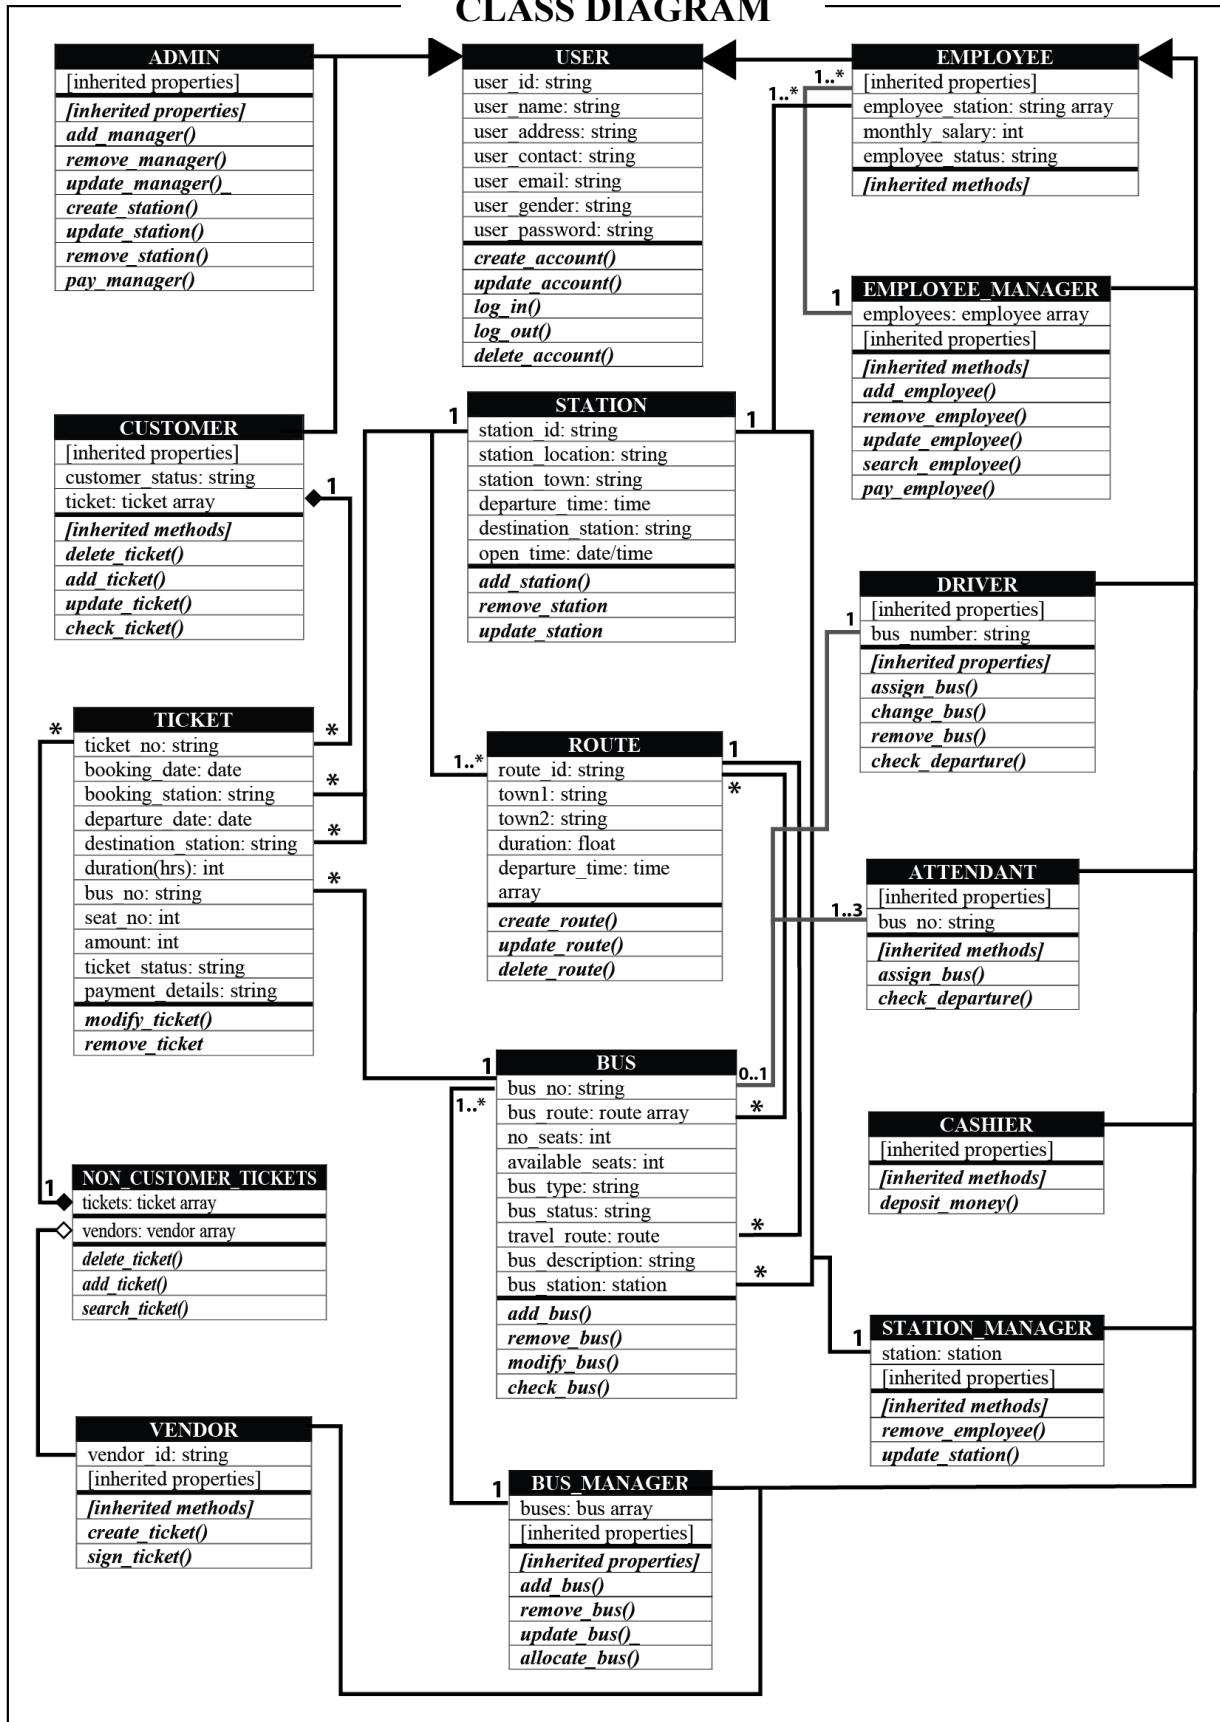 CLASS DIAGRAM
ADMIN
[inherited properties]
[inherited properties]
add_manager()
remove_manager()
update_manager()_
create_station()
update_station()
remove_station()
pay_manager()
USER
user_id: string
user_name: string
user_address: string
user_contact: string
user_email: string
user_gender: string
user_password: string
create_account()
update_account()
log_in()
log_out()
delete_account()
EMPLOYEE
1..*
[inherited properties]
1..*
employee_station: string array
monthly_salary: int
employee_status: string
[inherited methods]
EMPLOYEE_MANAGER
1
employees: employee array
[inherited properties]
[inherited methods]
add_employee()
remove_employee()
update_employee()
search_employee()
pay_employee()
CUSTOMER
[inherited properties]
customer_status: string
ticket: ticket array
1
[inherited methods]
delete_ticket()
add_ticket()
update_ticket()
check_ticket()
STATION
1
1
station_id: string
station_location: string
station_town: string
departure_time: time
destination_station: string
open_time: date/time
add_station()
remove_station
update_station
DRIVER
[inherited properties]
1
bus_number: string
[inherited properties]
assign_bus()
change_bus()
remove_bus()
check_departure()
TICKET
*
*
ticket_no: string
booking_date: date
*
booking_station: string
departure_date: date
*
destination_station: string
duration(hrs): int
*
bus_no: string
seat_no: int
amount: int
ticket_status: string
payment_details: string
modify_ticket()
remove_ticket
ROUTE
1
1..*
route_id: string
*
town1: string
town2: string
duration: float
departure_time: time
array
create_route()
update_route()
delete_route()
ATTENDANT
[inherited properties]
1..3
bus_no: string
[inherited methods]
assign_bus()
check_departure()
BUS
1
0..1
bus_no: string
1..*
bus_route: route array
*
no_seats: int
available_seats: int
bus_type: string
bus_status: string
travel_route: route
*
bus_description: string
bus_station: station
*
add_bus()
remove_bus()
modify_bus()
check_bus()
CASHIER
[inherited properties]
[inherited methods]
deposit_money()
NON_CUSTOMER_TICKETS
1
tickets: ticket array
vendors: vendor array
delete_ticket()
add_ticket()
search_ticket()
STATION_MANAGER
1
station: station
[inherited properties]
[inherited methods]
remove_employee()
update_station()
VENDOR
vendor_id: string
[inherited properties]
[inherited methods]
create_ticket()
sign_ticket()
BUS_MANAGER
1
buses: bus array
[inherited properties]
[inherited properties]
add_bus()
remove_bus()
update_bus()_
allocate_bus()